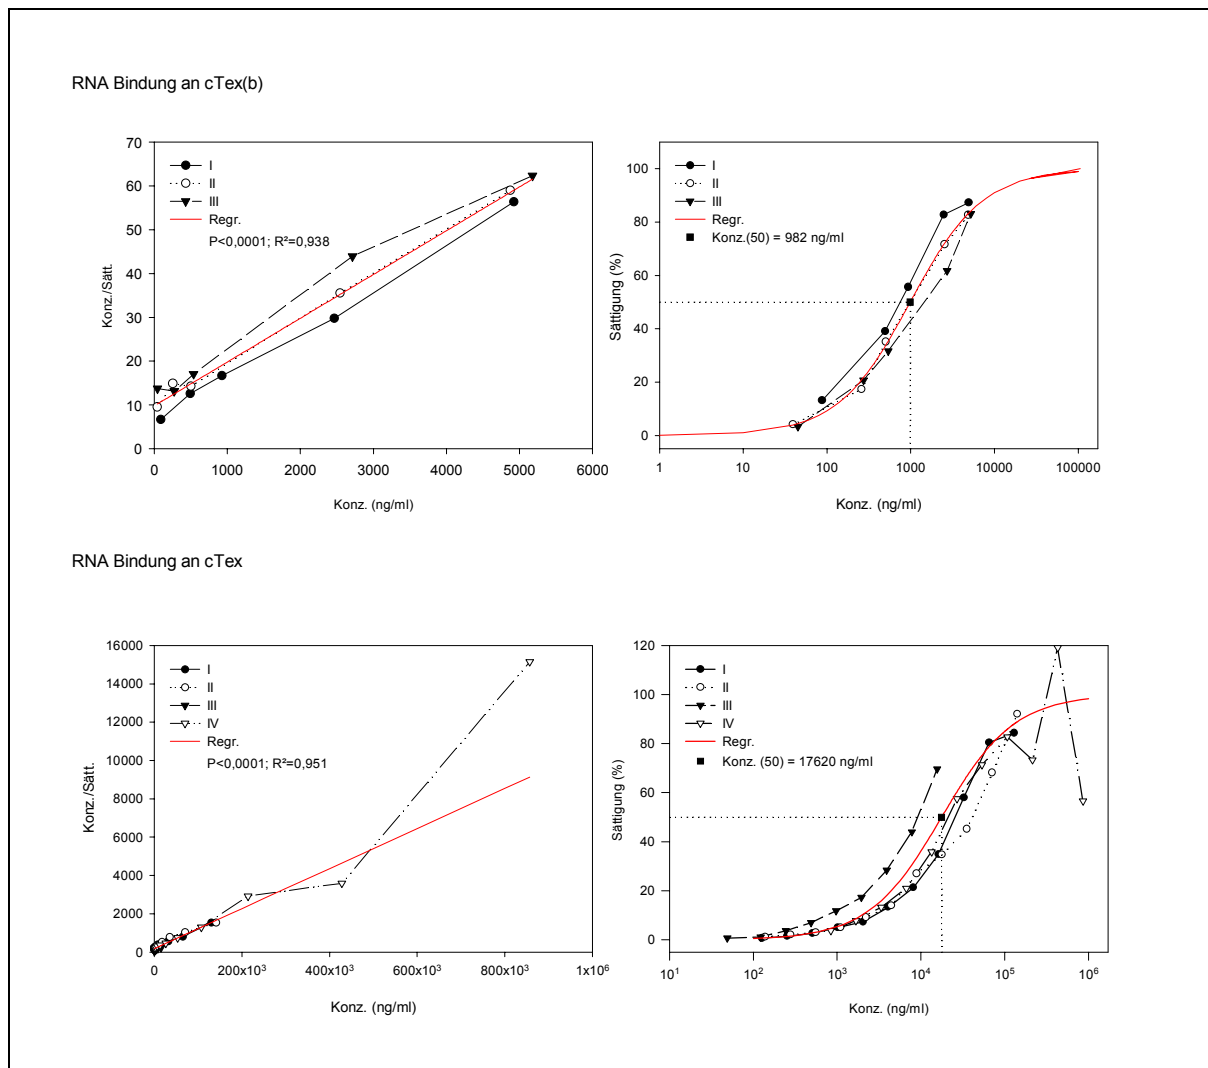 RNA Bindung an cTex(b)
70
60
50
40
30
20
10
0
Konz./Sätt.
I
II
III
Regr.
P<0,0001; R²=0,938
0 1000 2000 3000 4000 5000 6000
Konz. (ng/ml)
100
80
60
40
20
0
Sättigung (%)
I
II
III
Regr.
Konz.(50) = 982 ng/ml
1 10 100 1000 10000 100000
Konz. (ng/ml)
RNA Bindung an cTex
16000
14000
12000
10000
8000
6000
4000
2000
0
Konz./Sätt.
I
II
III
IV
Regr.
P<0,0001; R²=0,951
0 200x10³ 400x10³ 600x10³ 800x10³ 1x10⁶
Konz. (ng/ml)
120
100
80
60
40
20
0
Sättigung (%)
I
II
III
IV
Regr.
Konz. (50) = 17620 ng/ml
10¹ 10² 10³ 10⁴ 10⁵ 10⁶
Konz. (ng/ml)